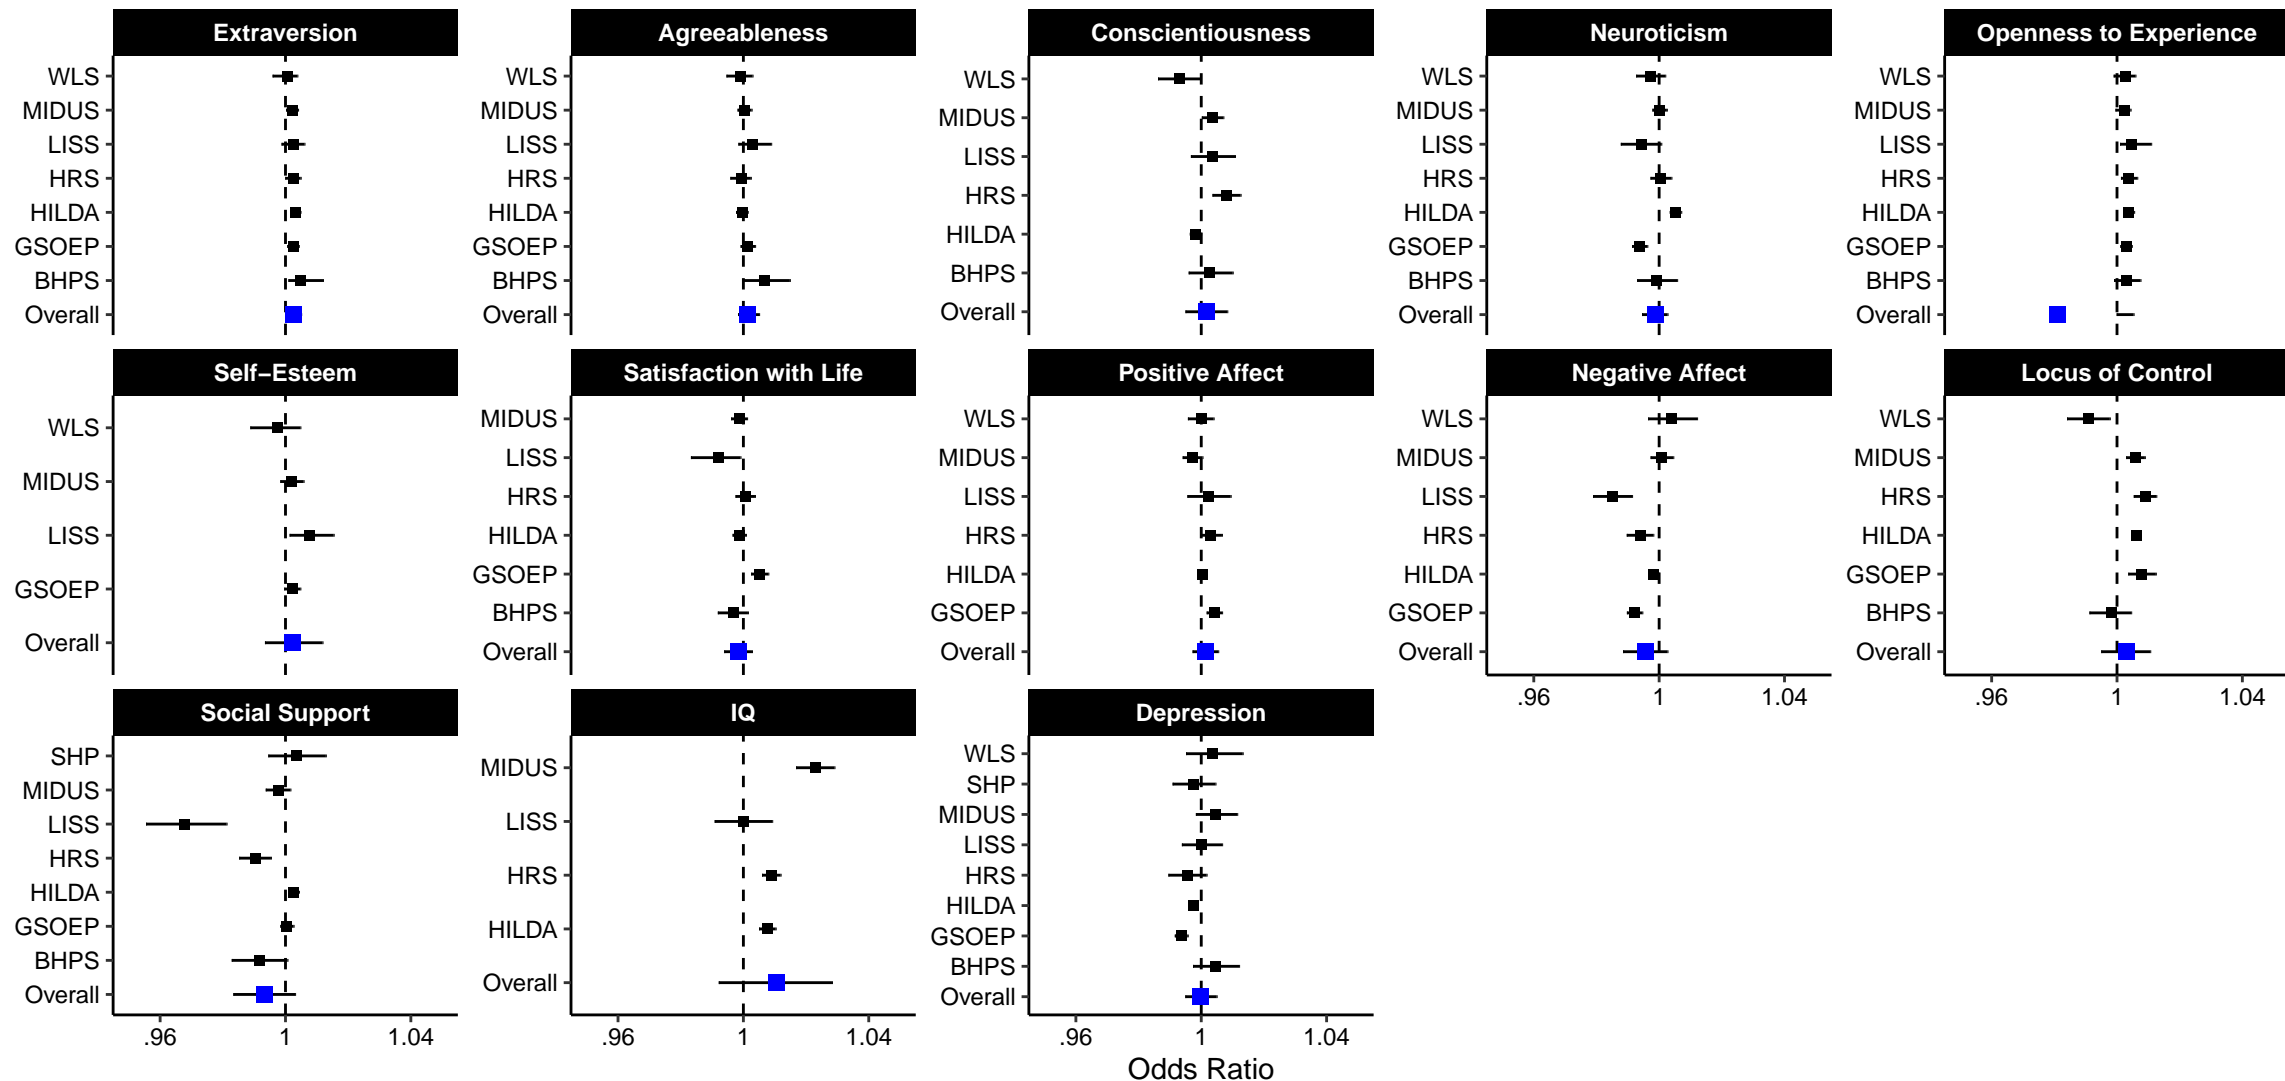 Extraversion
WLS
MIDUS
LISS
HRS
HILDA
GSOEP
BHPS
Overall
Agreeableness
WLS
MIDUS
LISS
HRS
HILDA
GSOEP
BHPS
Overall
Conscientiousness
WLS
MIDUS
LISS
HRS
HILDA
BHPS
Overall
Neuroticism
WLS
MIDUS
LISS
HRS
HILDA
GSOEP
BHPS
Overall
Openness to Experience
WLS
MIDUS
LISS
HRS
HILDA
GSOEP
BHPS
Overall
Self−Esteem
WLS
MIDUS
LISS
GSOEP
Overall
Satisfaction with Life
MIDUS
LISS
HRS
HILDA
GSOEP
BHPS
Overall
Positive Affect
WLS
MIDUS
LISS
HRS
HILDA
GSOEP
Overall
Negative Affect
WLS
MIDUS
LISS
HRS
HILDA
GSOEP
Overall
.96 1 1.04
Locus of Control
WLS
MIDUS
HRS
HILDA
GSOEP
BHPS
Overall
.96 1 1.04
Social Support
SHP
MIDUS
LISS
HRS
HILDA
GSOEP
BHPS
Overall
.96 1 1.04
IQ
MIDUS
LISS
HRS
HILDA
Overall
.96 1 1.04
Depression
WLS
SHP
MIDUS
LISS
HRS
HILDA
GSOEP
BHPS
Overall
.96 1 1.04
Odds Ratio